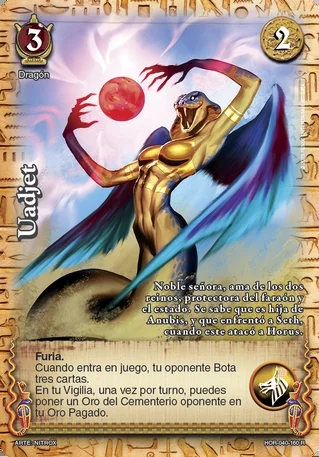 3
2
Dragón
Uadjet
Noble señora, ama de los dos
reinos, protectora del faraón y
el estado. Se sabe que es hija de
Anubis, y que enfrentó a Seth,
cuando este atacó a Horus.
Furia.
Cuando entra en juego, tu oponente Bota
tres cartas.
En tu Vigilia, una vez por turno, puedes
poner un Oro del Cementerio oponente en
tu Oro Pagado.
ARTE: NITROX
HOR-040-160 R